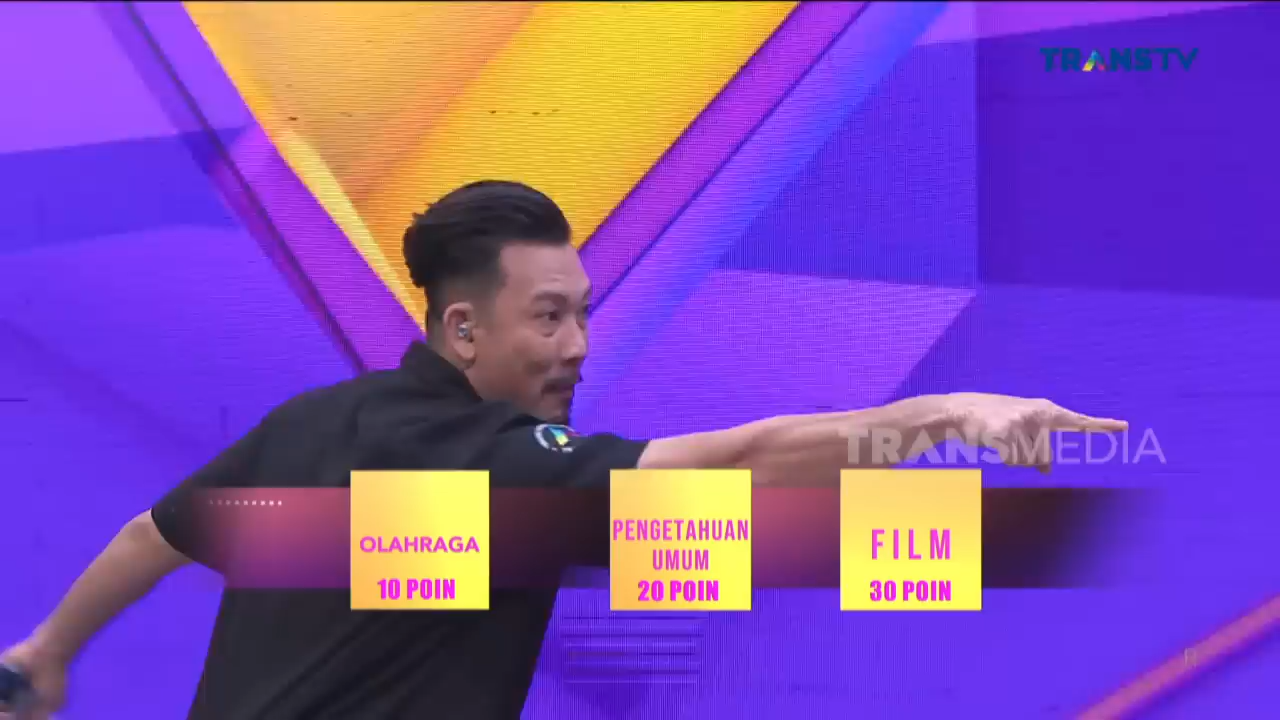 TRANSTV
TRANSMEDIA
OLAHRAGA
10 POIN
PENGETAHUAN
UMUM
20 POIN
FILM
30 POIN
R